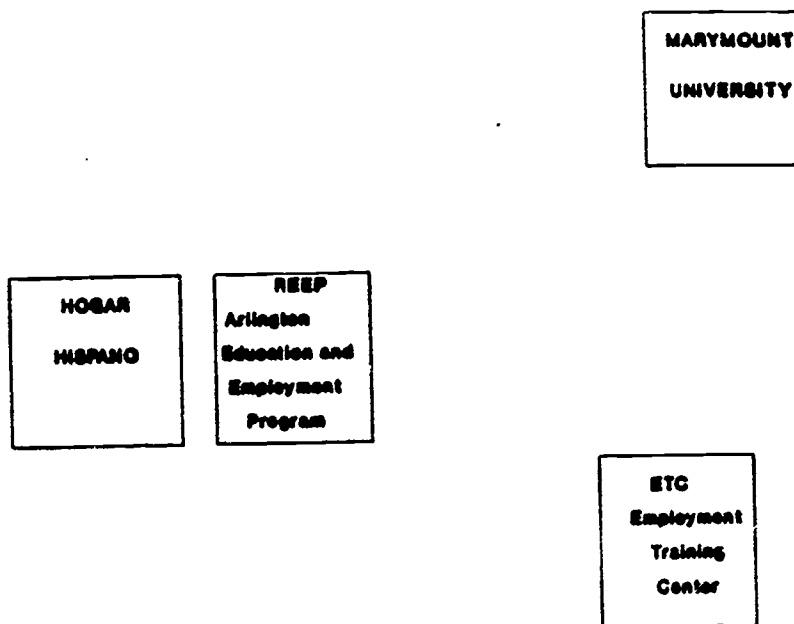 MARYMOUNT
UNIVERSITY
HOGAR
HISPANO
REEP
Arlington
Education and
Employment
Program
ETC
Employment
Training
Center